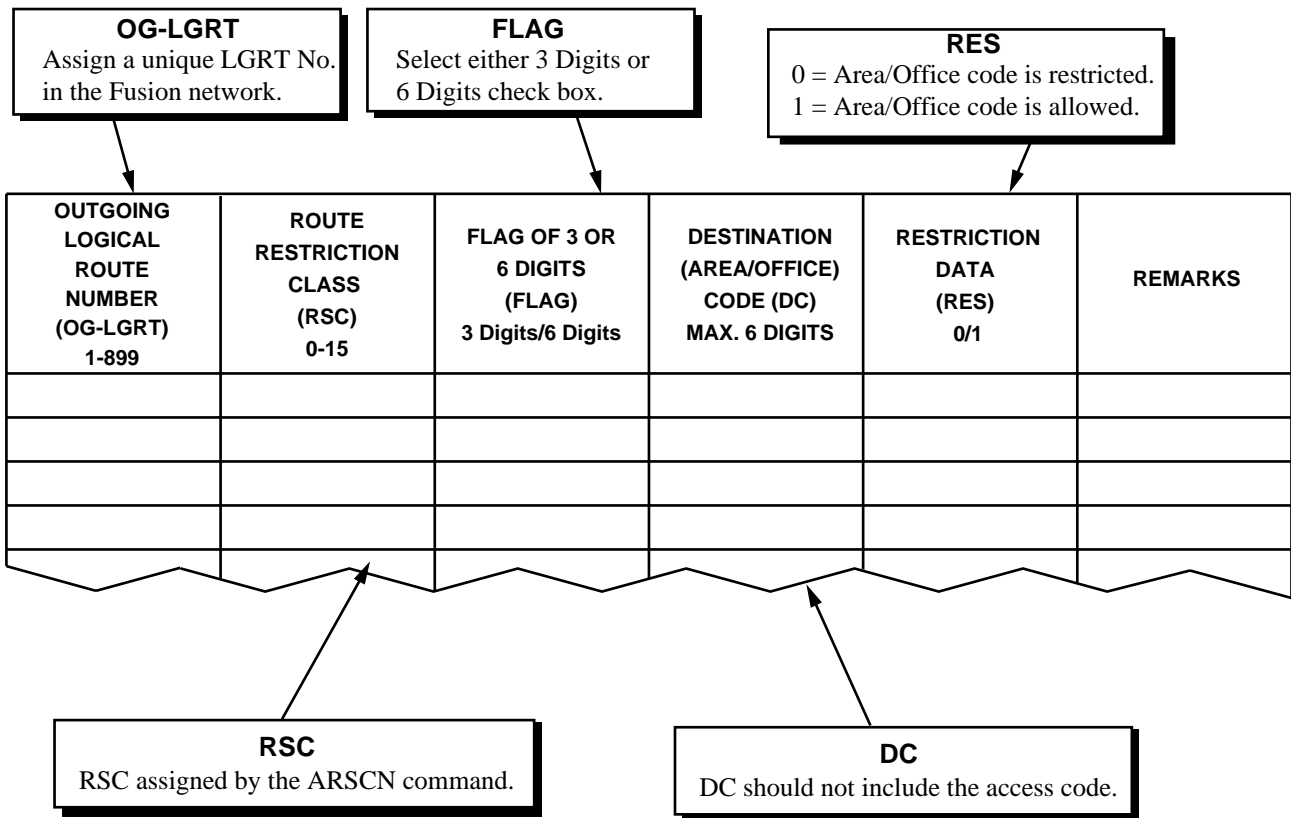 OG-LGRT
Assign a unique LGRT No.
in the Fusion network.
FLAG
Select either 3 Digits or
6 Digits check box.
RES
0 = Area/Office code is restricted.
1 = Area/Office code is allowed.
OUTGOING
LOGICAL
ROUTE
NUMBER
(OG-LGRT)
1-899
ROUTE
RESTRICTION
CLASS
(RSC)
0-15
FLAG OF 3 OR
6 DIGITS
(FLAG)
3 Digits/6 Digits
DESTINATION
(AREA/OFFICE)
CODE (DC)
MAX. 6 DIGITS
RESTRICTION
DATA
(RES)
0/1
REMARKS
RSC
RSC assigned by the ARSCN command.
DC
DC should not include the access code.